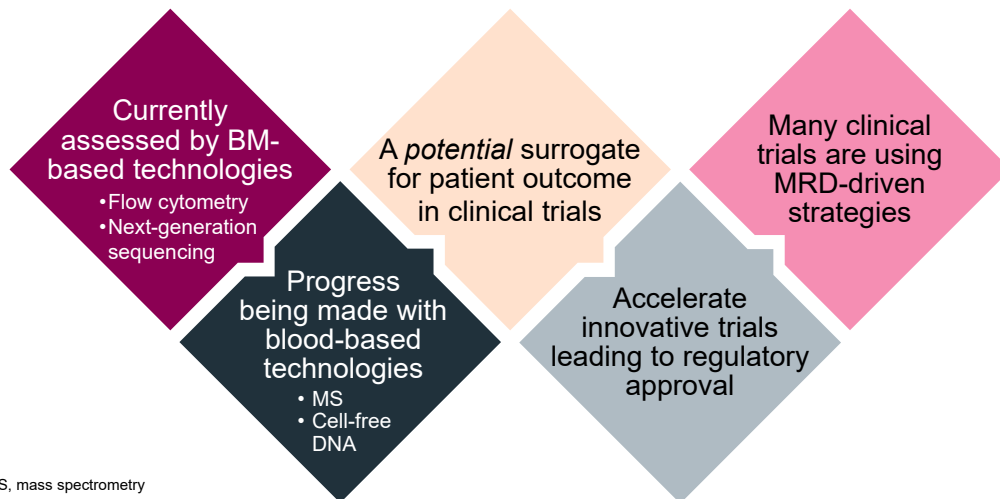 Currently
assessed by BM-
based technologies
•Flow cytometry
•Next-generation
sequencing
Progress
being made with
blood-based
technologies
• MS
• Cell-free
DNA
A potential surrogate
for patient outcome
in clinical trials
Accelerate
innovative trials
leading to regulatory
approval
Many clinical
trials are using
MRD-driven
strategies
S, mass spectrometry